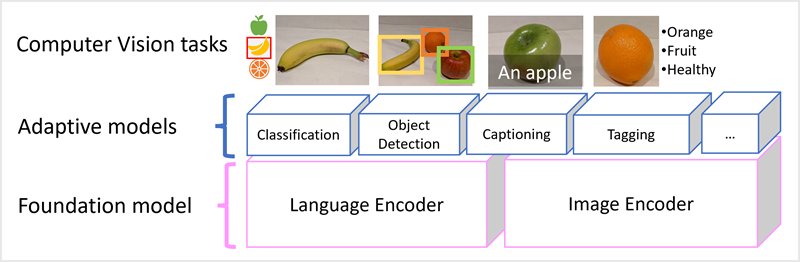 Computer Vision tasks
An apple
•Orange
•Fruit
•Healthy
Adaptive models
Classification
Object
Detection
Captioning
Tagging
...
Foundation model
Language Encoder
Image Encoder